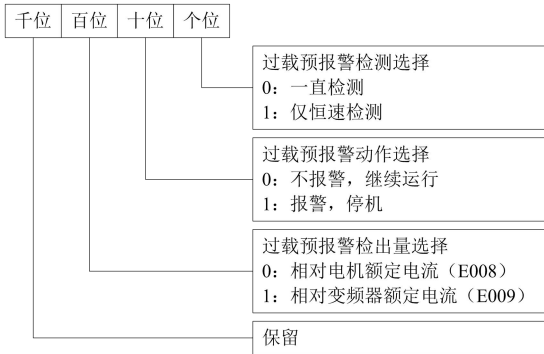 千位 百位 十位 个位
过载预报警检测选择
0：一直检测
1：仅恒速检测
过载预报警动作选择
0：不报警，继续运行
1：报警，停机
过载预报警检出量选择
0：相对电机额定电流（E008）
1：相对变频器额定电流（E009）
保留